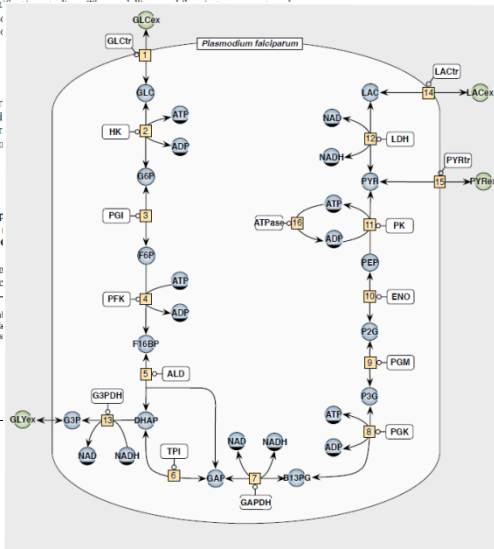 GLCex
GLCtr
1
Plasmodium falciparum
GLC
HK
2
ATP
ADP
G6P
PGI
3
F6P
PFK
4
ATP
ADP
F16BP
5
ALD
G3PDH
GLYex
G3P
13
DHAP
NAD
NADH
TPI
6
GAP
NAD
NADH
7
GAPDH
B13PG
LACtr
LAC
14
LACex
NAD
12
LDH
NADH
PYRtr
PYR
15
PYRex
ATP
ATPase
16
11
PK
ADP
PEP
10
ENO
P2G
9
PGM
P3G
ATP
8
PGK
ADP